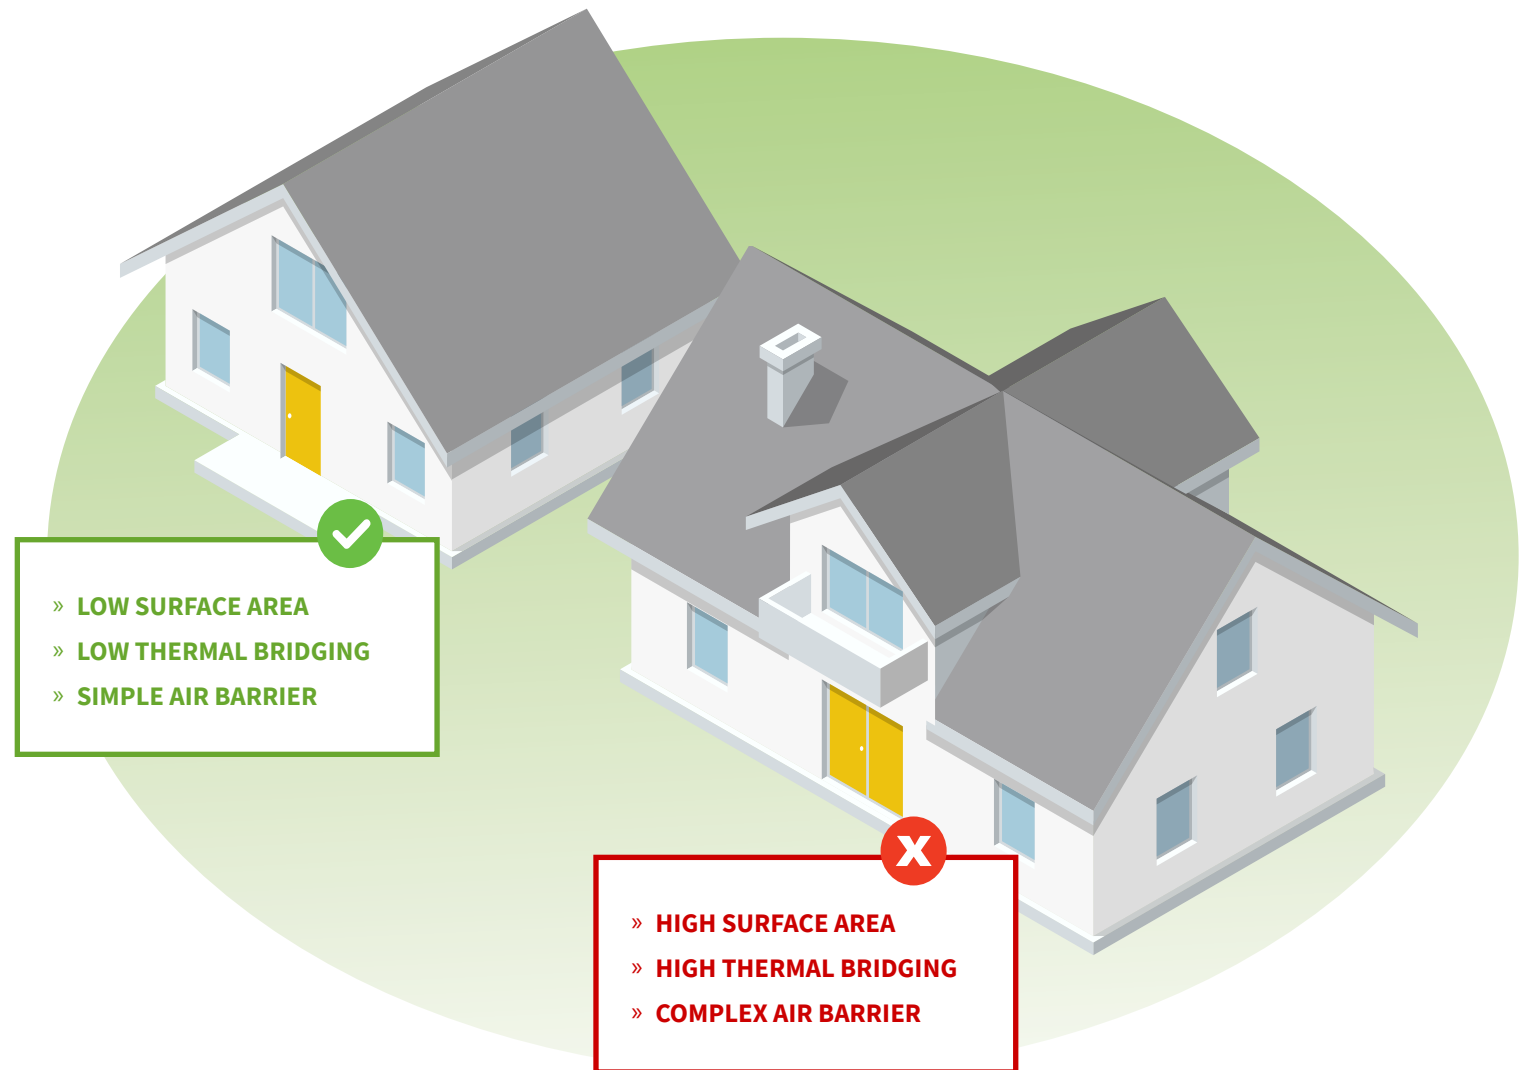 » LOW SURFACE AREA
» LOW THERMAL BRIDGING
» SIMPLE AIR BARRIER
» HIGH SURFACE AREA
» HIGH THERMAL BRIDGING
» COMPLEX AIR BARRIER